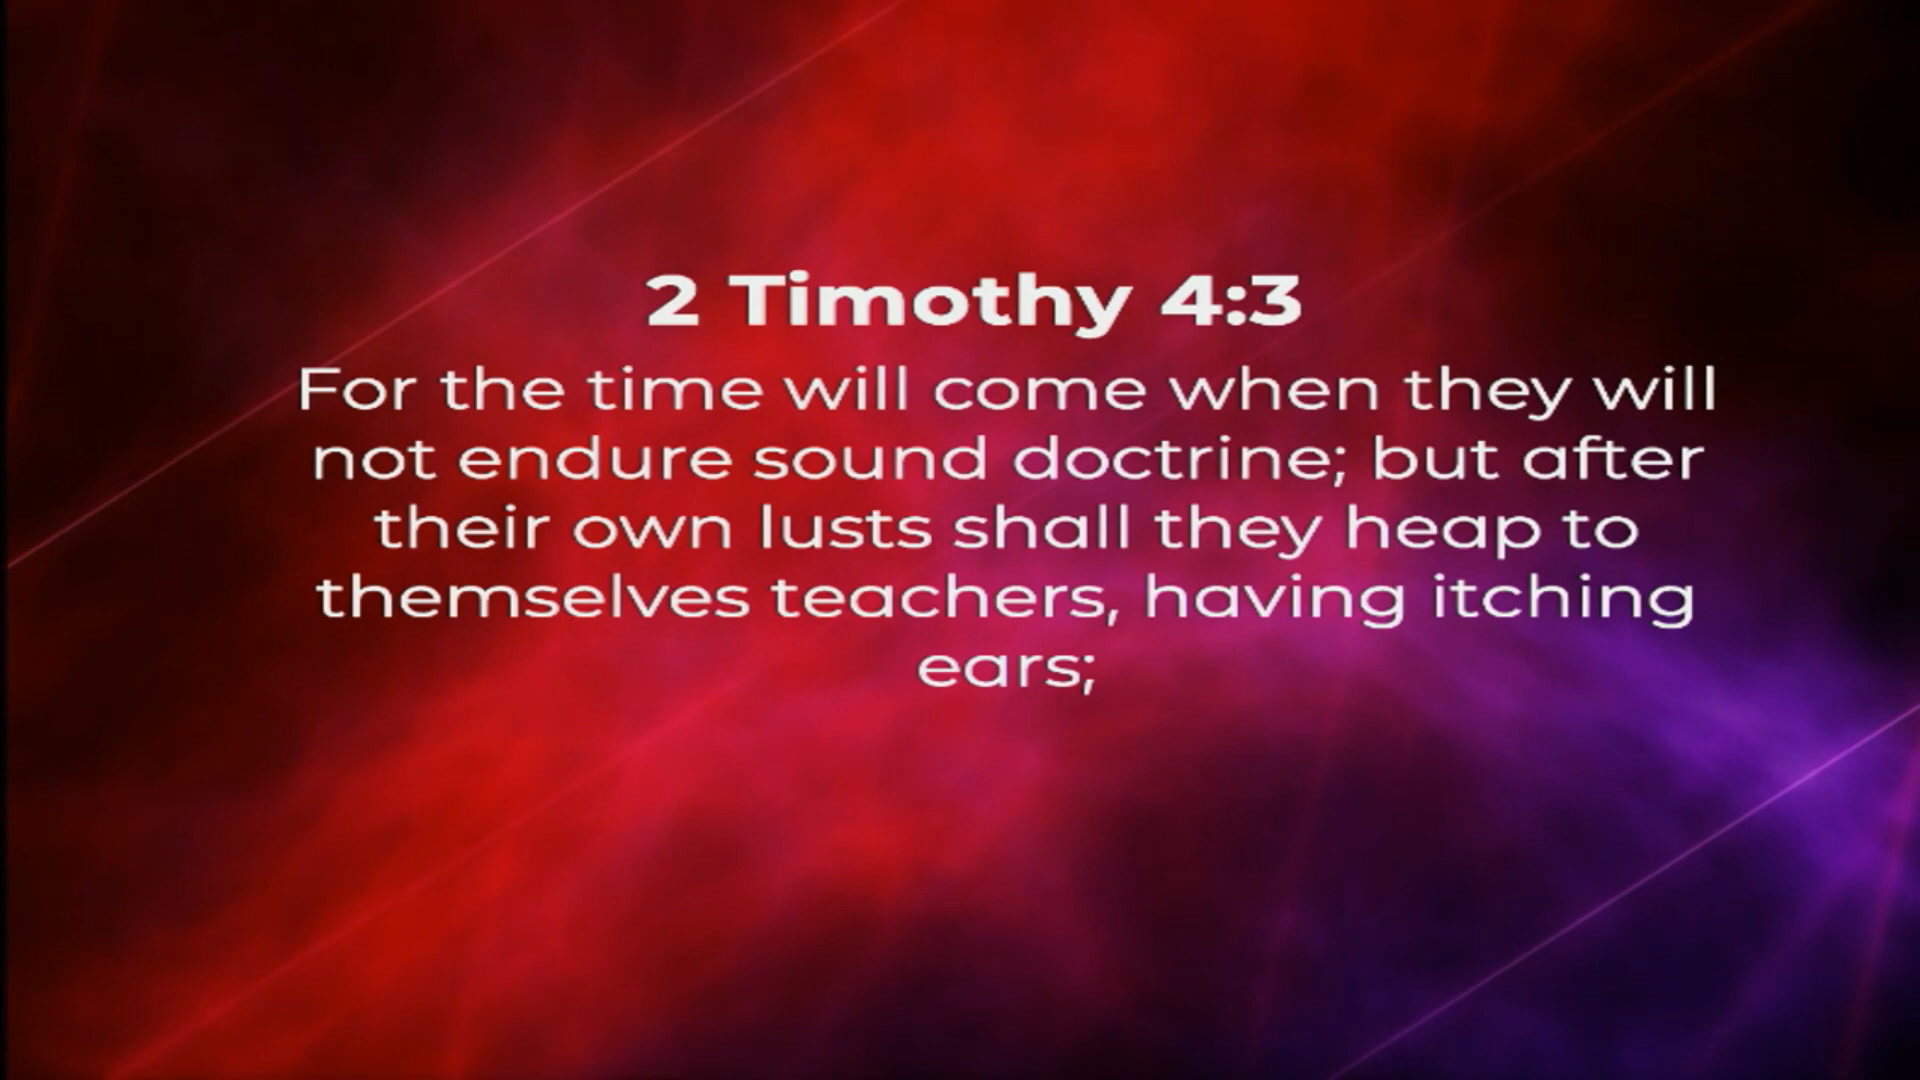 2 Timothy 4:3
For the time will come when they will
not endure sound doctrine; but after
their own lusts shall they heap to
themselves teachers, having itching
ears;